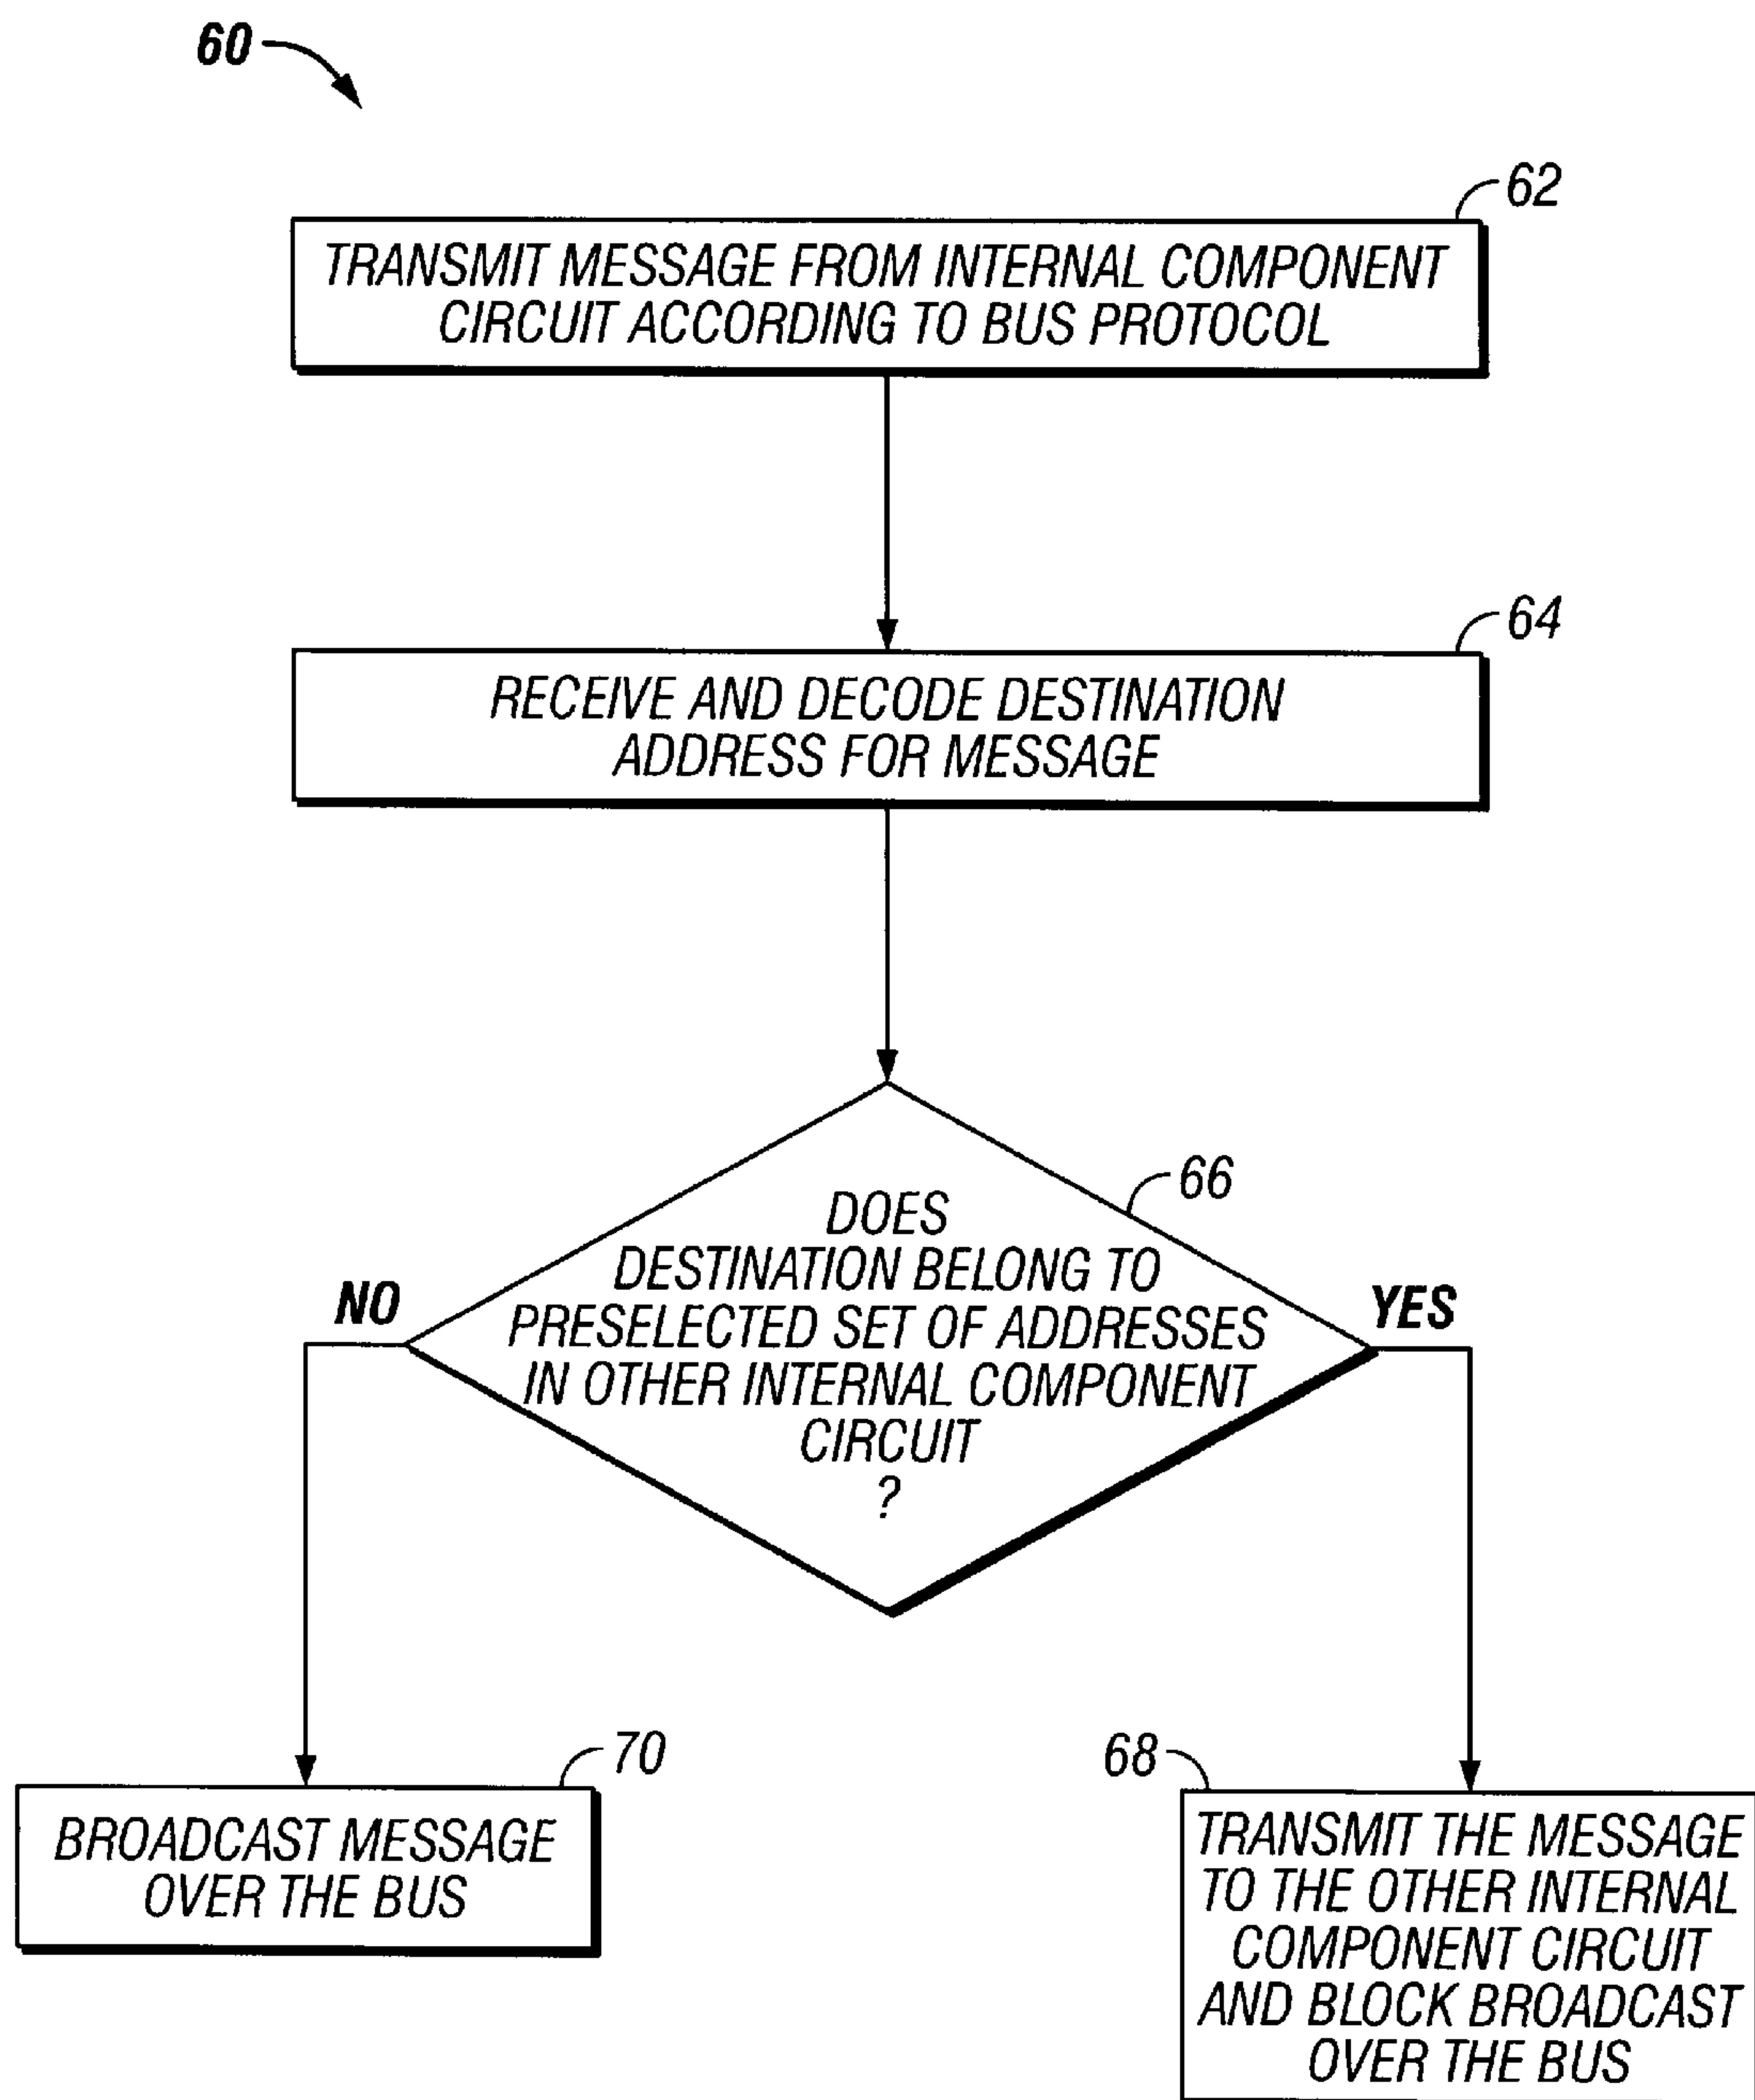 60
62
TRANSMIT MESSAGE FROM INTERNAL COMPONENT
CIRCUIT ACCORDING TO BUS PROTOCOL
64
RECEIVE AND DECODE DESTINATION
ADDRESS FOR MESSAGE
66
DOES
DESTINATION BELONG TO
PRESELECTED SET OF ADDRESSES
IN OTHER INTERNAL COMPONENT
CIRCUIT
?
NO
YES
70
BROADCAST MESSAGE
OVER THE BUS
68
TRANSMIT THE MESSAGE
TO THE OTHER INTERNAL
COMPONENT CIRCUIT
AND BLOCK BROADCAST
OVER THE BUS